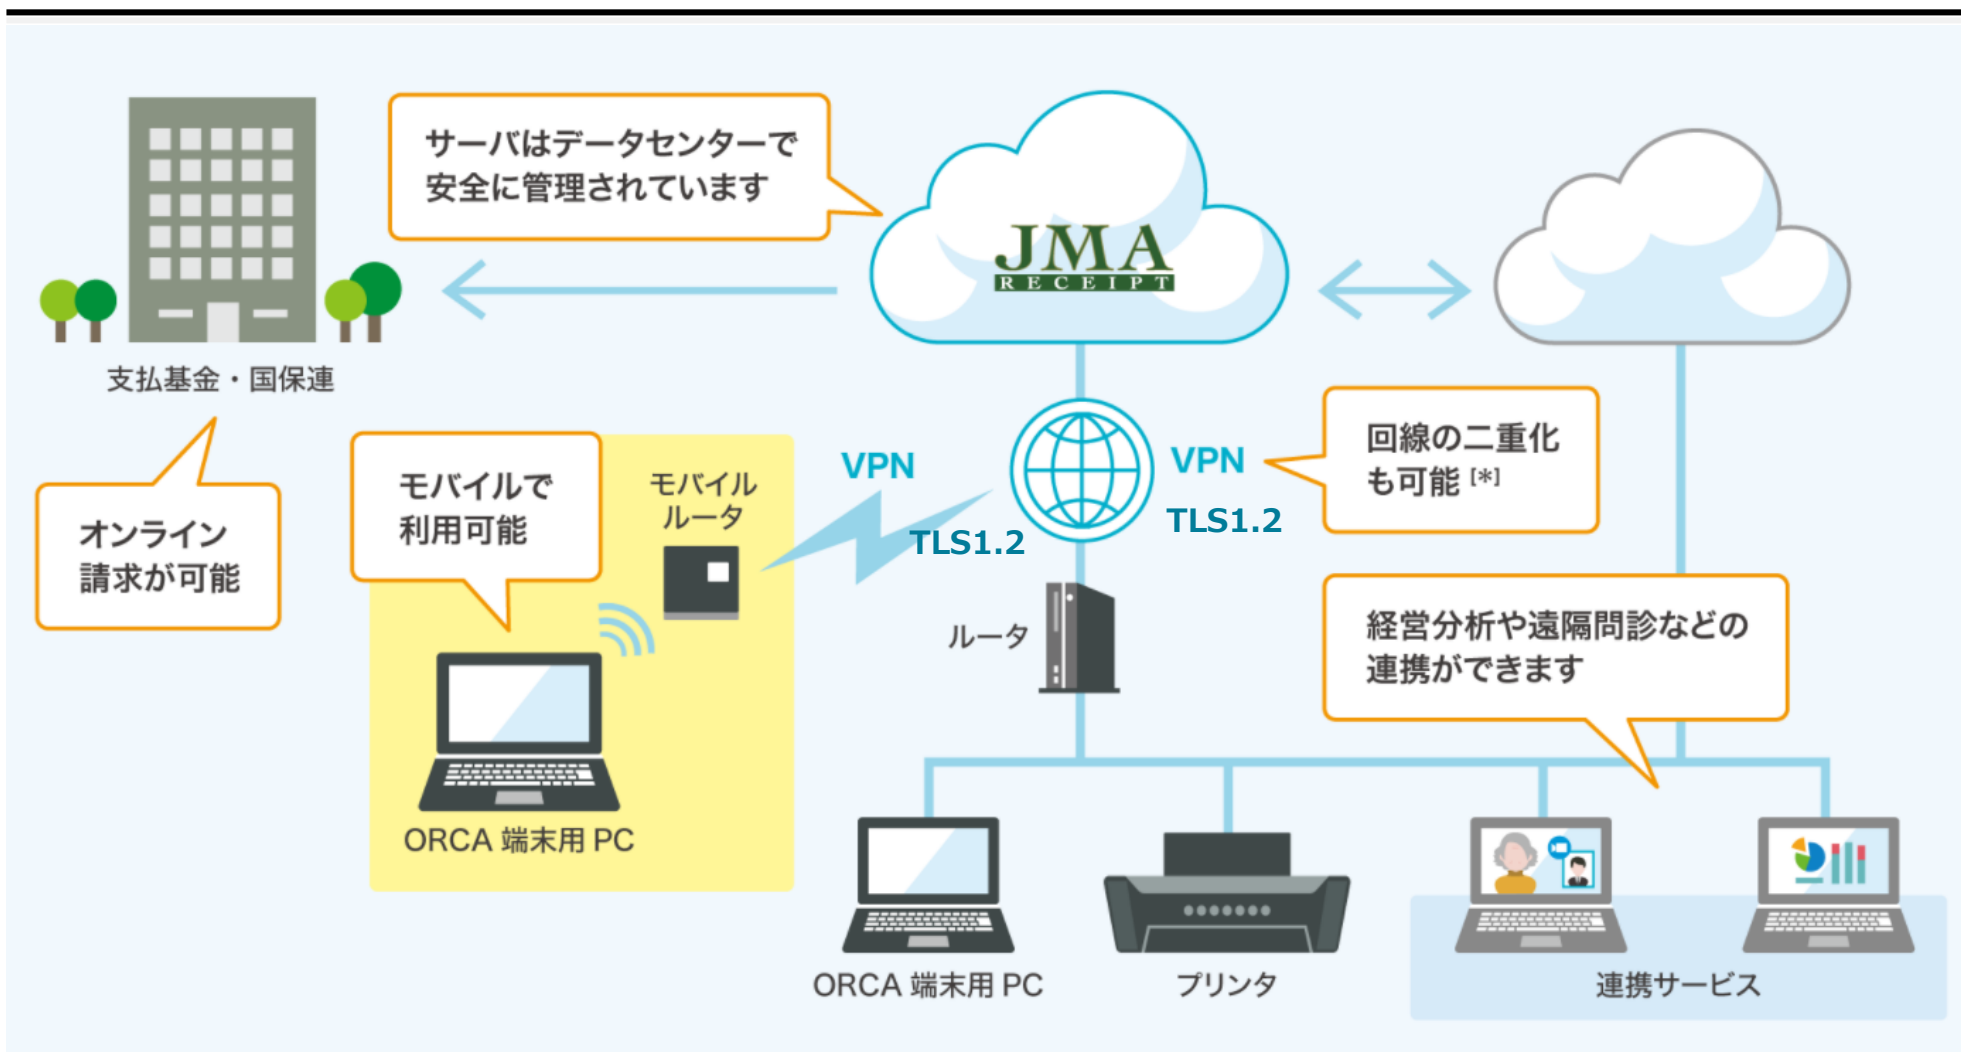 サーバはデータセンターで
安全に管理されています
JMA
RECEIPT
支払基金・国保連
オンライン
請求が可能
モバイルで
利用可能
モバイル
ルータ
VPN
TLS1.2
VPN
TLS1.2
回線の二重化
も可能 [*]
ルータ
経営分析や遠隔問診などの
連携ができます
ORCA 端末用 PC
ORCA 端末用 PC
プリンタ
連携サービス